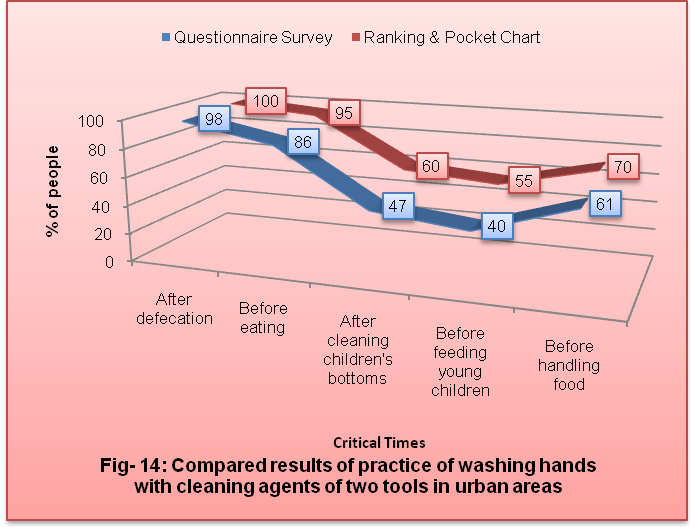 Questionnaire Survey Ranking & Pocket Chart
100
80
60
40
20
0
% of people
98
86
47
40
61
100
95
60
55
70
After
defecation
Before
eating
After
cleaning
children's
bottoms
Before
feeding
young
children
Before
handling
food
Critical Times
Fig- 14: Compared results of practice of washing hands
with cleaning agents of two tools in urban areas